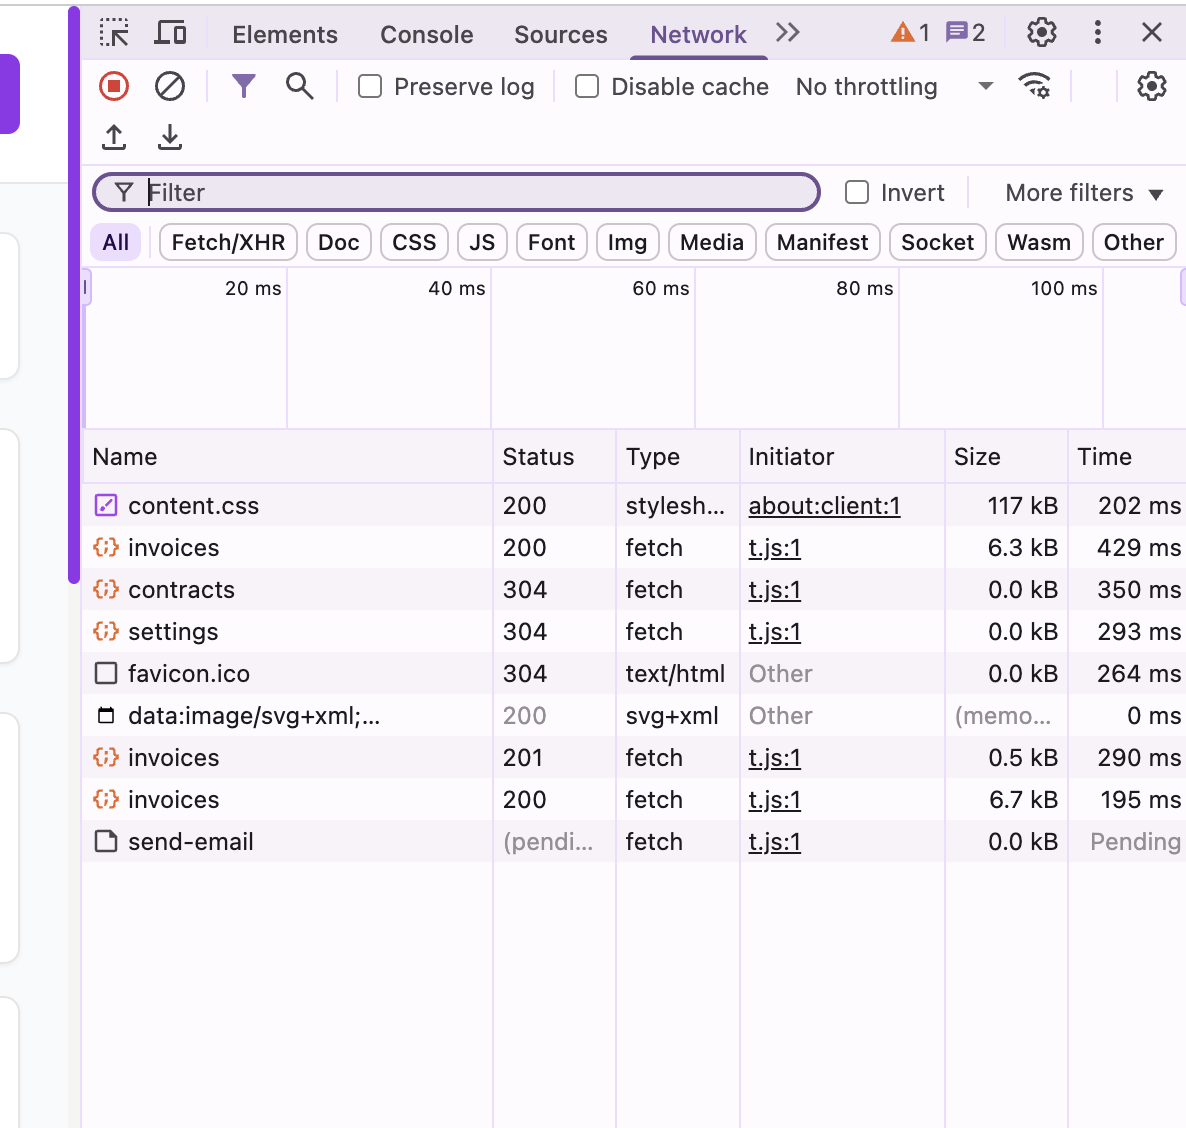 Elements Console Sources Network 1 2
Preserve log Disable cache No throttling
Filter Invert More filters
All Fetch/XHR Doc CSS JS Font Img Media Manifest Socket Wasm Other
20 ms 40 ms 60 ms 80 ms 100 ms
Name Status Type Initiator Size Time
content.css 200 stylesh... about:client:1 117 kB 202 ms
invoices 200 fetch t.js:1 6.3 kB 429 ms
contracts 304 fetch t.js:1 0.0 kB 350 ms
settings 304 fetch t.js:1 0.0 kB 293 ms
favicon.ico 304 text/html Other 0.0 kB 264 ms
data:image/svg+xml;... 200 svg+xml Other (memo... 0 ms
invoices 201 fetch t.js:1 0.5 kB 290 ms
invoices 200 fetch t.js:1 6.7 kB 195 ms
send-email (pendi... fetch t.js:1 0.0 kB Pending